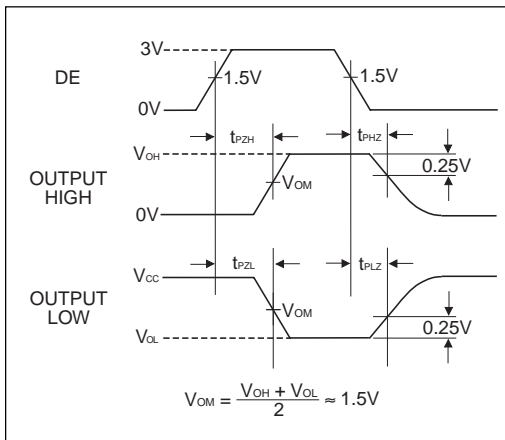 3V
DE
1.5V
1.5V
0V
tPZH
tPHZ
VOH
0.25V
OUTPUT
HIGH
VOM
0V
tPZL
tPLZ
VCC
OUTPUT
LOW
VOM
0.25V
VOL
VOM = VOH + VOL / 2 ≈ 1.5V